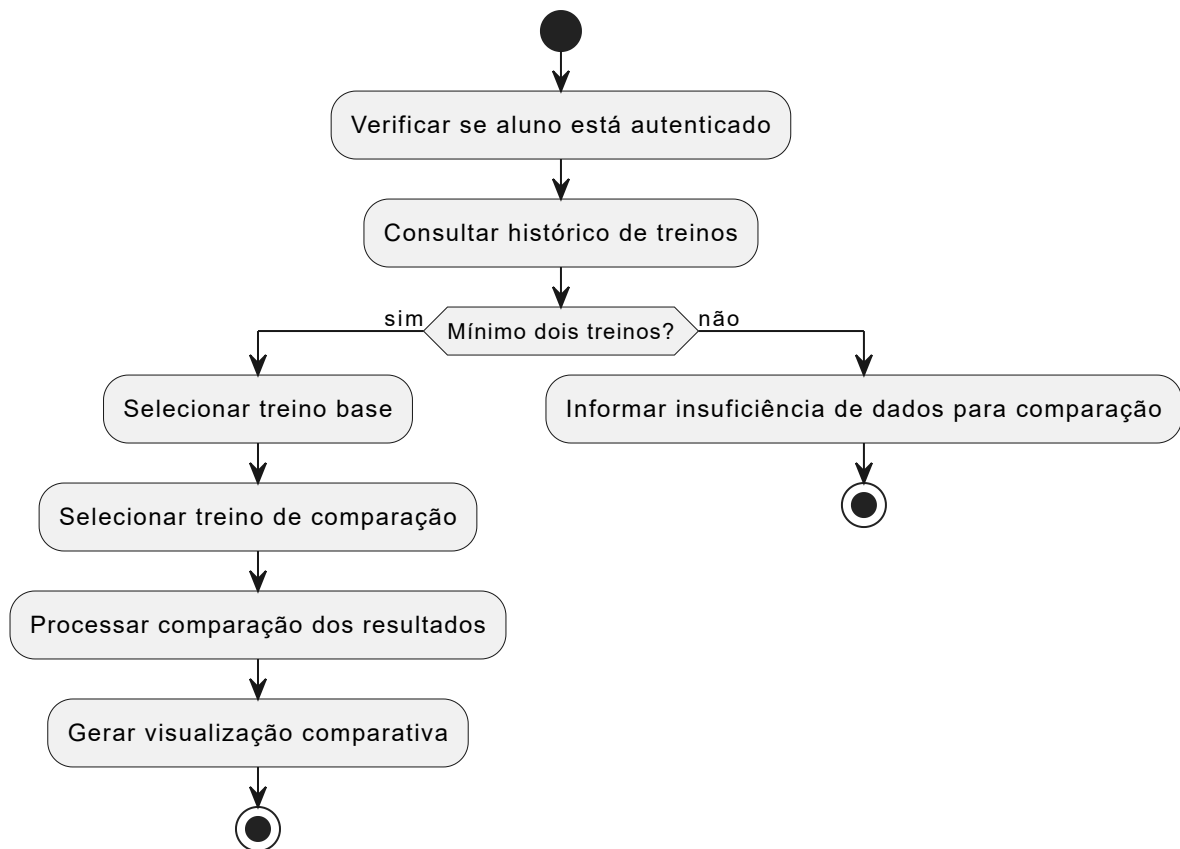 Verificar se aluno está autenticado
Consultar histórico de treinos
sim
Mínimo dois treinos?
não
Selecionar treino base
Informar insuficiência de dados para comparação
Selecionar treino de comparação
Processar comparação dos resultados
Gerar visualização comparativa